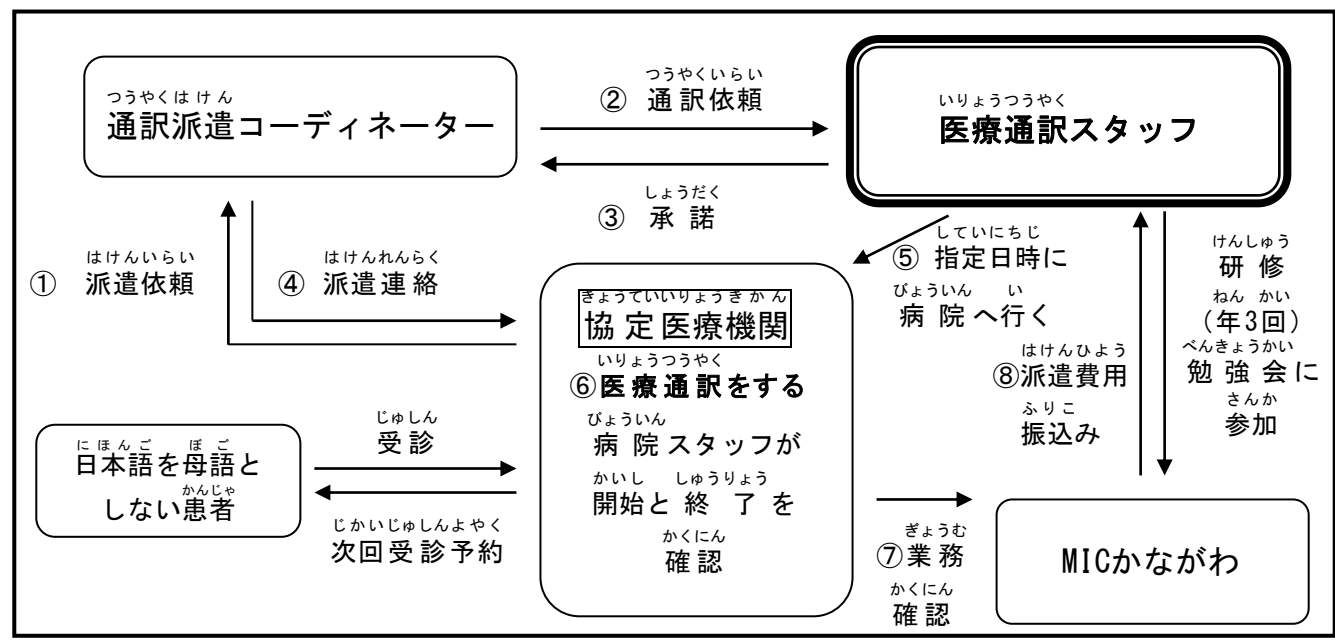 つうやくはけん
通訳派遣コーディネーター
つうやくいらい
② 通訳依頼
いりょうつうやく
医療通訳スタッフ
しょうだく
③ 承諾
はけんいらい
① 派遣依頼
はけんれんらく
④ 派遣連絡
していにちじ
⑤ 指定日時に
びょういん い
病院へ行く
けんしゅう
研修
ねん かい
(年3回)
べんきょうかい
勉強会に
さんか
参加
はけんひよう
⑧派遣費用
ふりこ
振込み
きょうていいりょうきかん
協定医療機関
いりょうつうやく
⑥医療通訳をする
びょういん
病院スタッフが
かいし しゅうりょう
開始と終了を
かくにん
確認
にほんご ぼご
日本語を母語と
かんじゃ
しない患者
じゅしん
受診
じかいじゅしんよやく
次回受診予約
ぎょうむ
⑦業務
かくにん
確認
MICかながわ